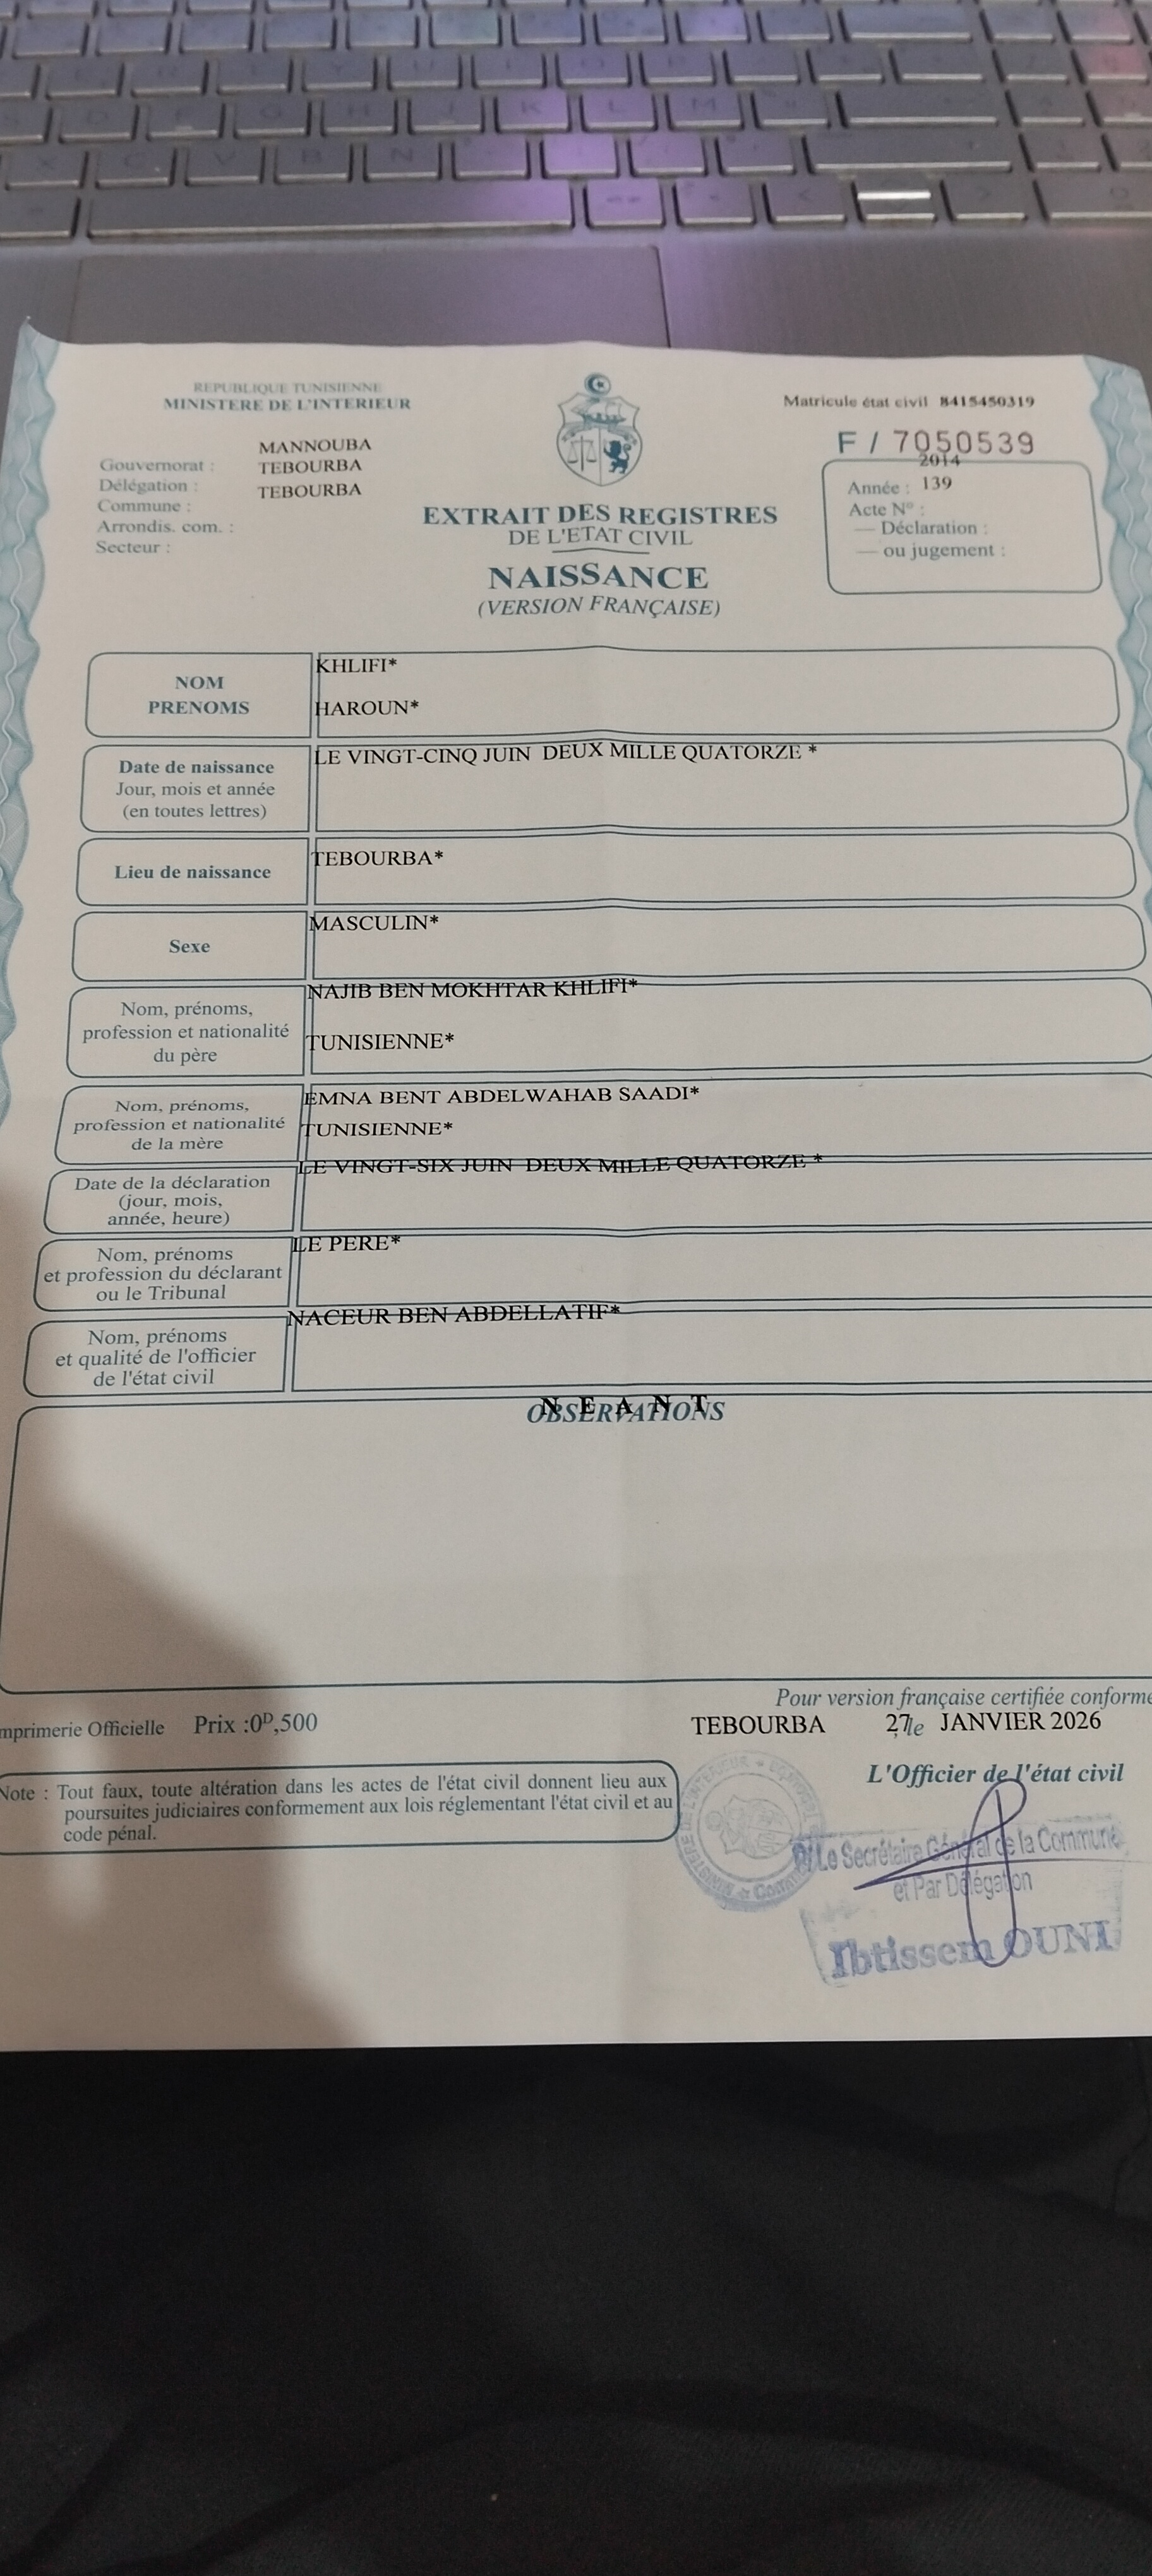 REPUBLIQUE TUNISIENNE
MINISTERE DE L'INTERIEUR
Matricule état civil 8415450319
F / 7050539
MANNOUBA
Gouvernorat : TEBOURBA
Délégation : TEBOURBA
Commune :
Arrondis. com. :
Secteur :
2014
Année : 139
Acte N° :
— Déclaration :
— ou jugement :
EXTRAIT DES REGISTRES
DE L'ETAT CIVIL
NAISSANCE
(VERSION FRANÇAISE)
NOM
PRENOMS
KHLIFI*
HAROUN*
Date de naissance
Jour, mois et année
(en toutes lettres)
LE VINGT-CINQ JUIN DEUX MILLE QUATORZE *
Lieu de naissance
TEBOURBA*
Sexe
MASCULIN*
Nom, prénoms,
profession et nationalité
du père
NAJIB BEN MOKHTAR KHLIFI*
TUNISIENNE*
Nom, prénoms,
profession et nationalité
de la mère
EMNA BENT ABDELWAHAB SAADI*
TUNISIENNE*
Date de la déclaration
(jour, mois,
année, heure)
LE VINGT-SIX JUIN DEUX MILLE QUATORZE *
Nom, prénoms
et profession du déclarant
ou le Tribunal
LE PERE*
Nom, prénoms
et qualité de l'officier
de l'état civil
NACEUR BEN ABDELLATIF*
N E A N T
OBSERVATIONS
Pour version française certifiée conforme
mprimerie Officielle Prix :0D,500
TEBOURBA , le 27 JANVIER 2026
L'Officier de l'état civil
Note : Tout faux, toute altération dans les actes de l'état civil donnent lieu aux
poursuites judiciaires conformement aux lois réglementant l'état civil et au
code pénal.
Le Secrétaire Général de la Commune
et Par Délégation
Ibtissem OUNI